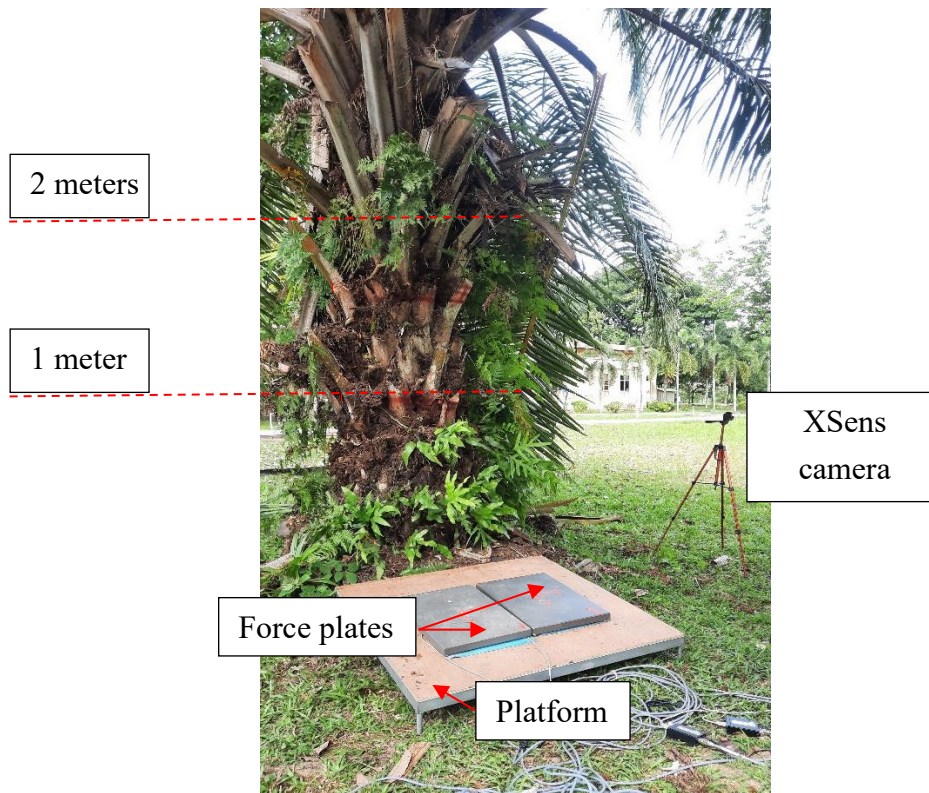 2 meters
1 meter
XSens
camera
Force plates
Platform